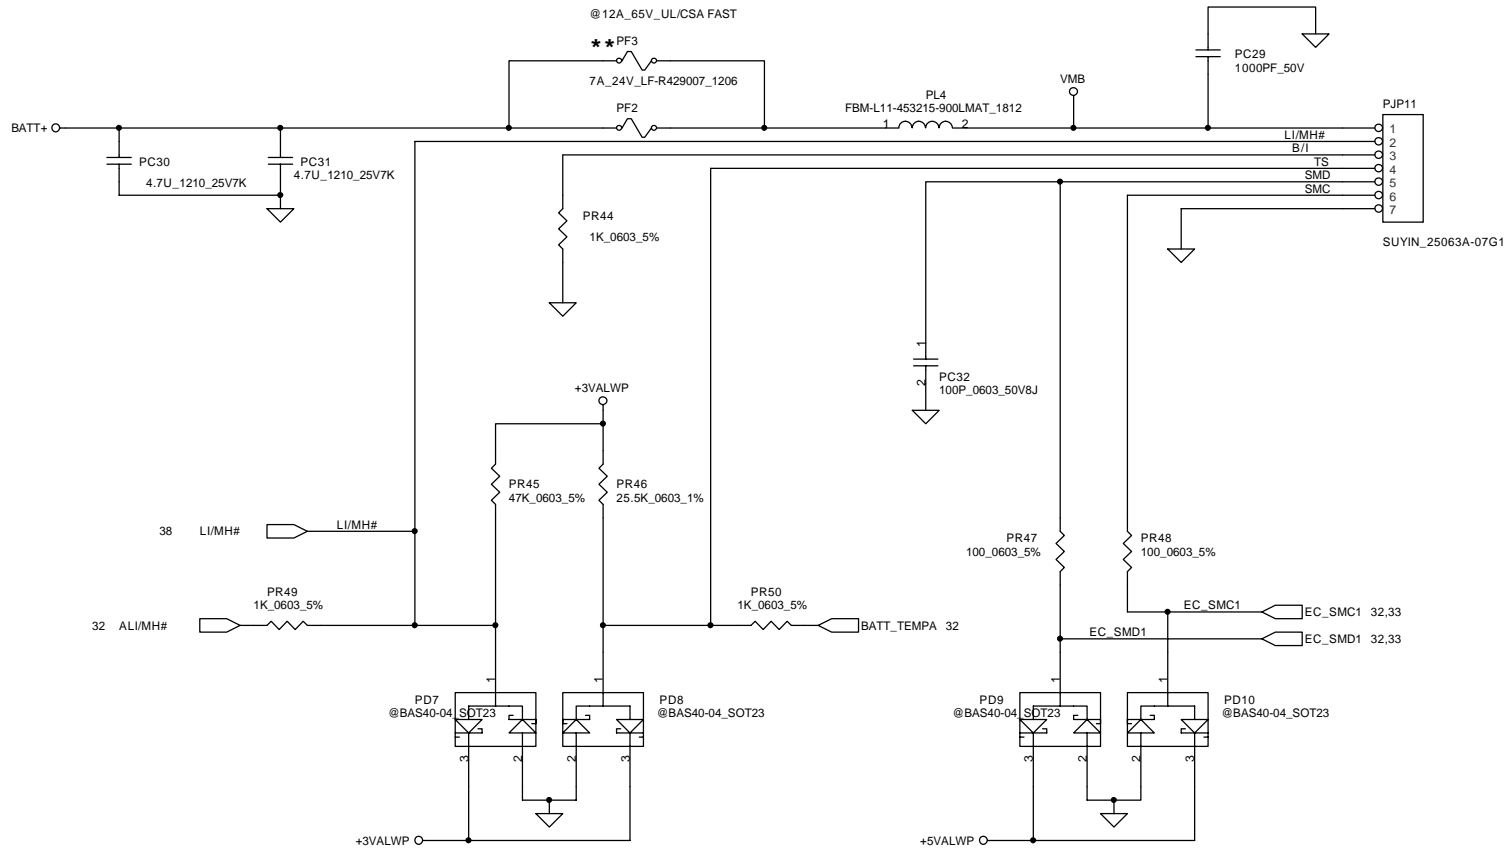 @12A_65V_UL/CSA FAST
**PF3
7A_24V_LF-R429007_1206
PF2
BATT+
PC30
4.7U_1210_25V7K
PC31
4.7U_1210_25V7K
PL4
FBM-L11-453215-900LMAT_1812
1 2
VMB
PC29
1000PF_50V
PJP11
LI/MH#
B/I
TS
SMD
SMC
1
2
3
4
5
6
7
SUYIN_25063A-07G1
PR44
1K_0603_5%
1
2
PC32
100P_0603_50V8J
+3VALWP
PR45
47K_0603_5%
PR46
25.5K_0603_1%
38 LI/MH#
LI/MH#
PR47
100_0603_5%
PR48
100_0603_5%
PR49
1K_0603_5%
32 ALI/MH#
PR50
1K_0603_5%
BATT_TEMPA 32
EC_SMC1
EC_SMC1 32,33
EC_SMD1
EC_SMD1 32,33
1
1
1
1
PD7
@BAS40-04_SOT23
PD8
@BAS40-04_SOT23
PD9
@BAS40-04_SOT23
PD10
@BAS40-04_SOT23
3
2
2
3
3
2
2
3
+3VALWP
+5VALWP